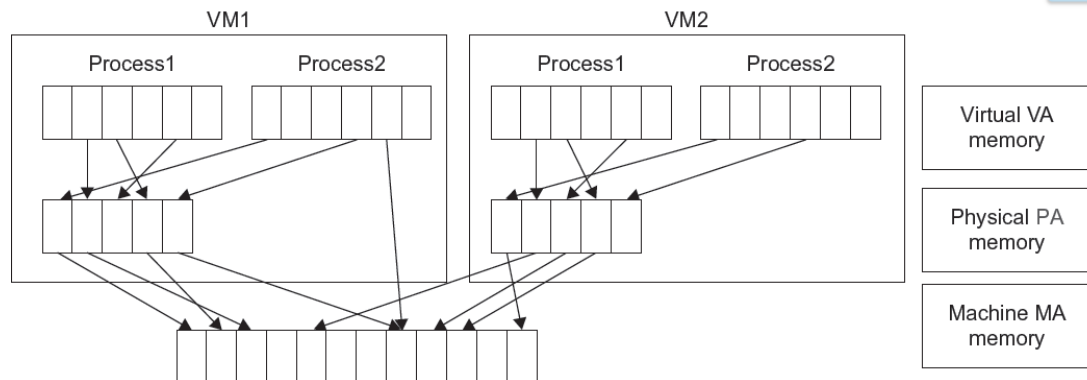 VM1
VM2
Process1
Process2
Process1
Process2
Virtual VA
memory
Physical PA
memory
Machine MA
memory